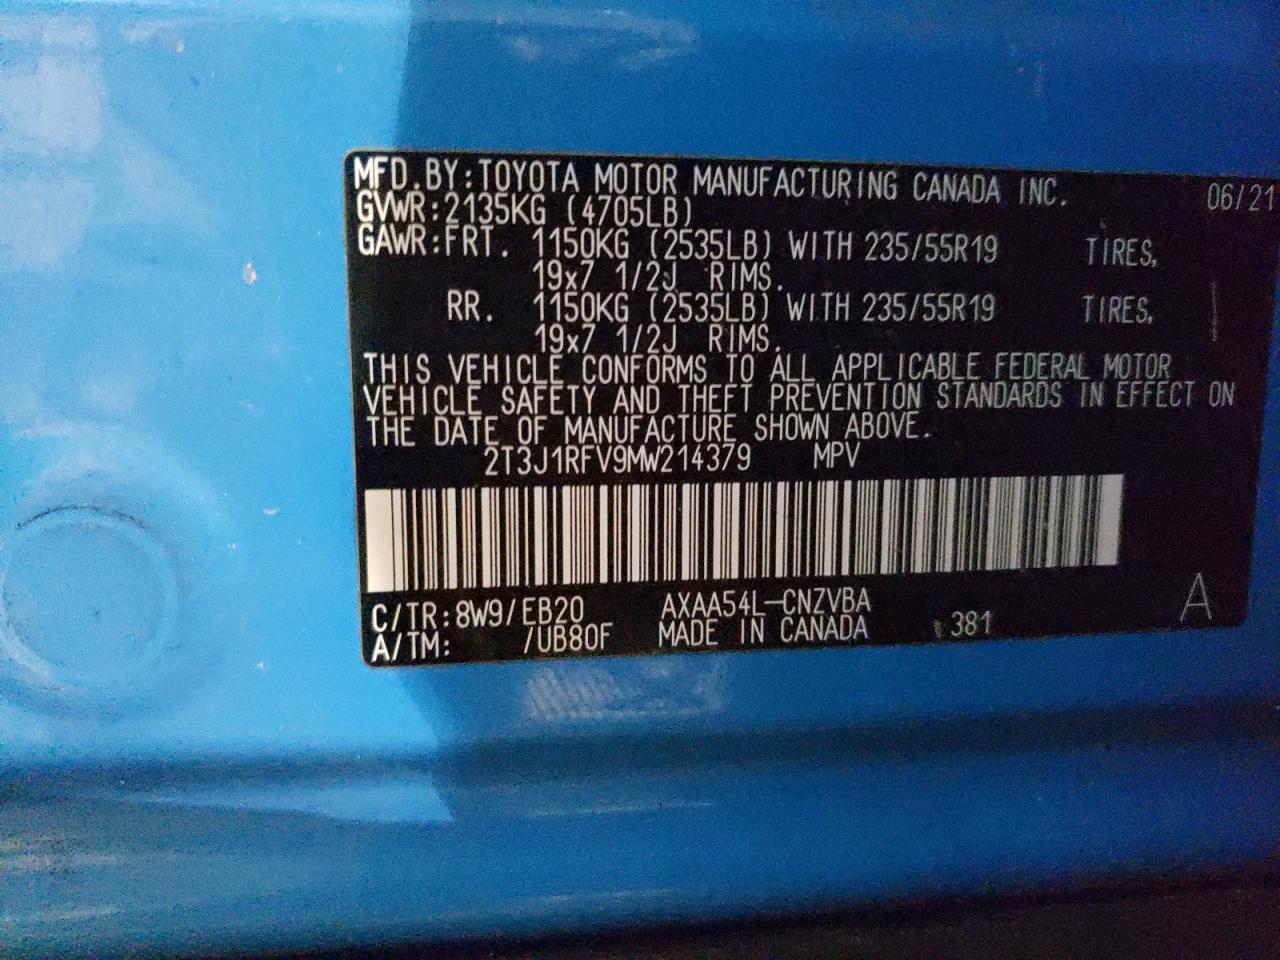 MFD.BY:TOYOTA MOTOR MANUFACTURING CANADA INC. 06/21
GVWR:2135KG (4705LB)
GAWR:FRT. 1150KG (2535LB) WITH 235/55R19 TIRES,
19x7 1/2J RIMS.
RR. 1150KG (2535LB) WITH 235/55R19 TIRES,
19x7 1/2J RIMS.
THIS VEHICLE CONFORMS TO ALL APPLICABLE FEDERAL MOTOR
VEHICLE SAFETY AND THEFT PREVENTION STANDARDS IN EFFECT ON
THE DATE OF MANUFACTURE SHOWN ABOVE.
2T3J1RFV9MW214379 MPV
C/TR:8W9/EB20 AXAA54L-CNZVBA
A/TM: /UB80F MADE IN CANADA 381 A